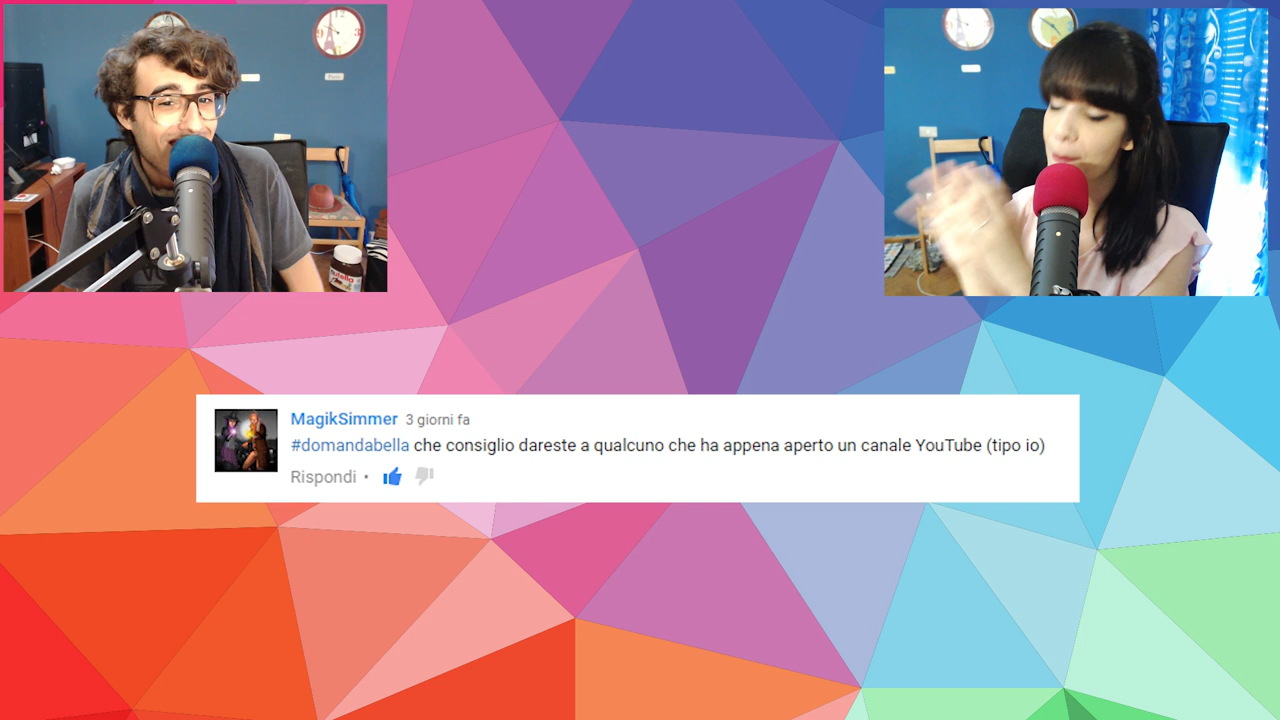 nutella
MagikSimmer 3 giorni fa
#domandabella che consiglio dareste a qualcuno che ha appena aperto un canale YouTube (tipo io)
Rispondi •